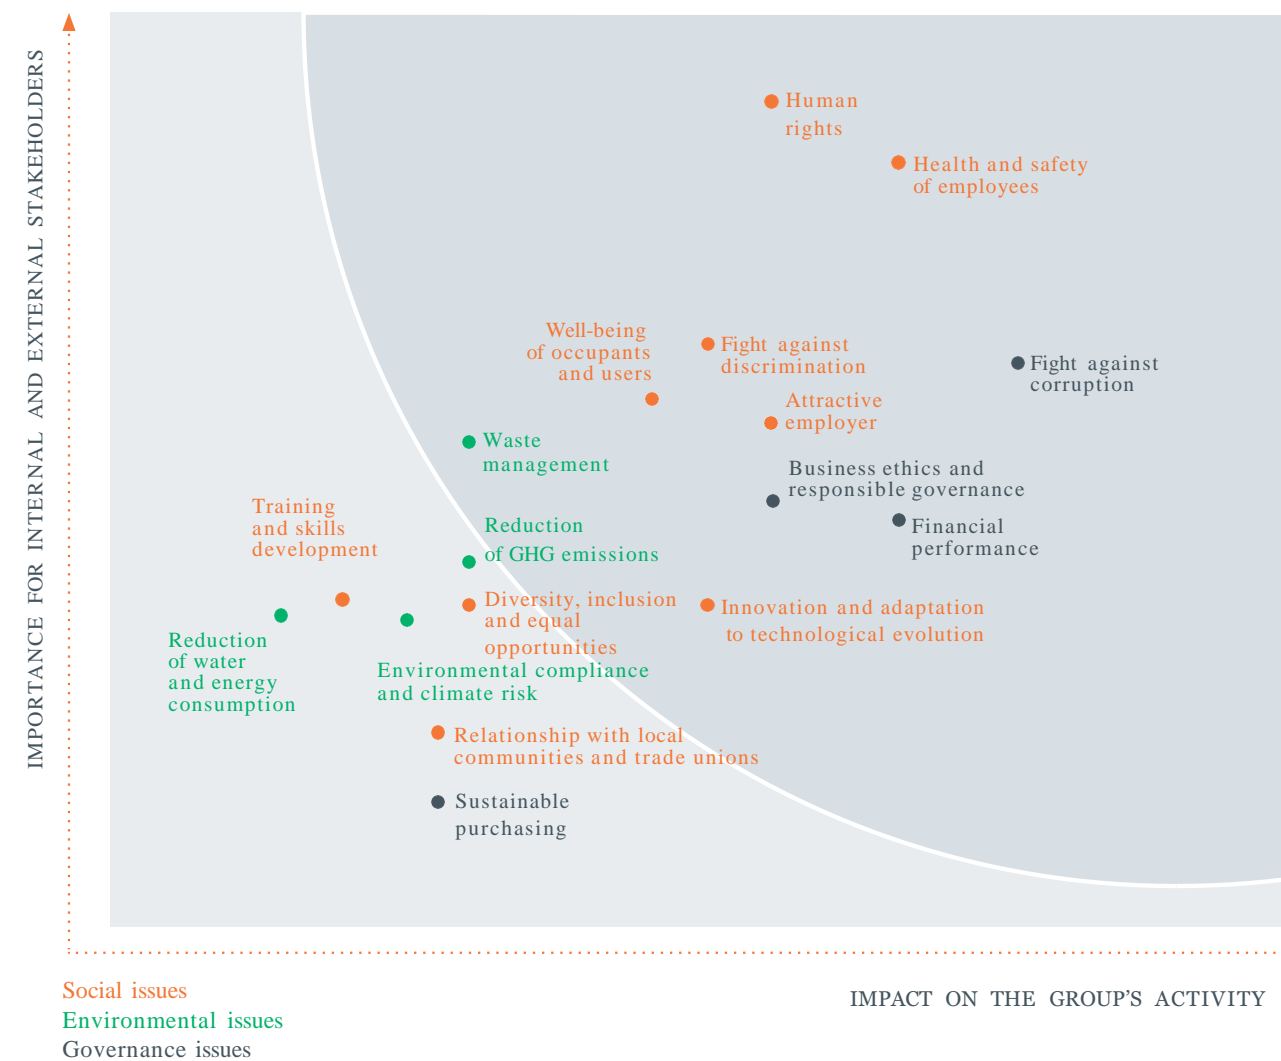 IMPORTANCE FOR INTERNAL AND EXTERNAL STAKEHOLDERS
Human
rights
Health and safety
of employees
Well-being
of occupants
and users
Fight against
discrimination
Fight against
corruption
Attractive
employer
Waste
management
Business ethics and
responsible governance
Financial
performance
Training
and skills
development
Reduction
of GHG emissions
Diversity, inclusion
and equal
opportunities
Innovation and adaptation
to technological evolution
Reduction
of water
and energy
consumption
Environmental compliance
and climate risk
Relationship with local
communities and trade unions
Sustainable
purchasing
IMPACT ON THE GROUP'S ACTIVITY
Social issues
Environmental issues
Governance issues